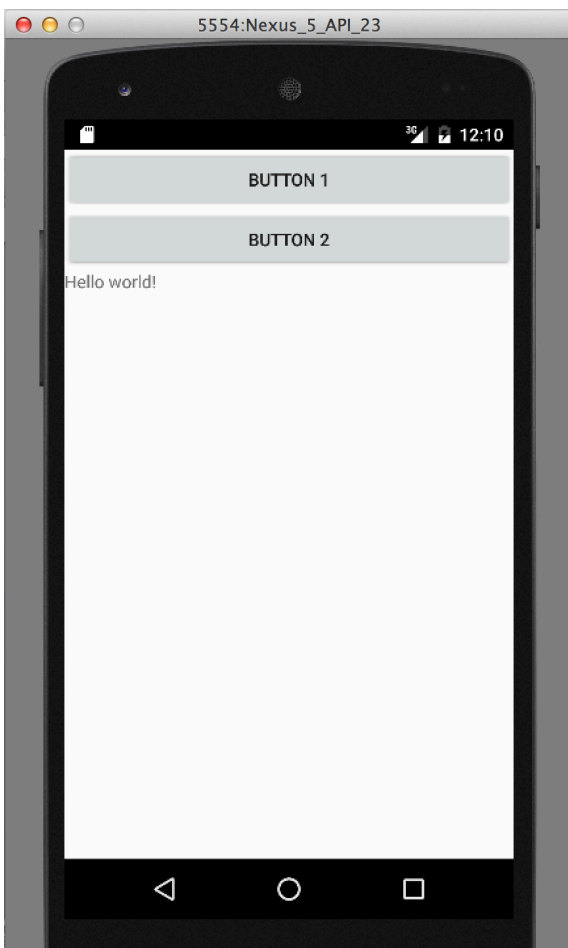 5554:Nexus_5_API_23
3G 12:10
BUTTON 1
BUTTON 2
Hello world!